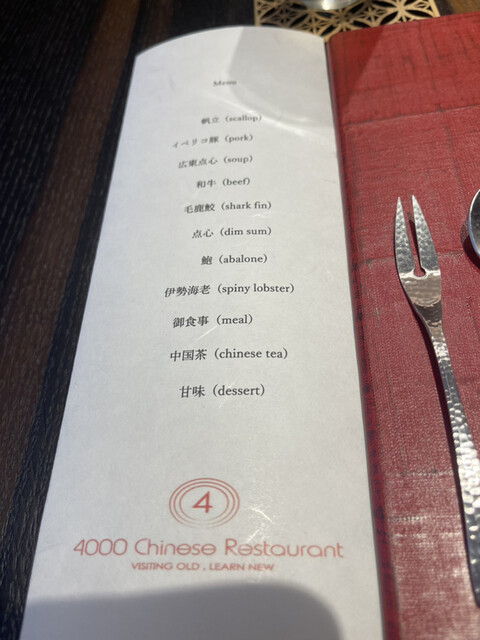 Menu
帆立（scallop）
イベリコ豚（pork）
広東点心（soup）
和牛（beef）
毛鹿鮫（shark fin）
点心（dim sum）
鮑（abalone）
伊勢海老（spiny lobster）
御食事（meal）
中国茶（chinese tea）
甘味（dessert）
4
4000 Chinese Restaurant
VISITING OLD , LEARN NEW